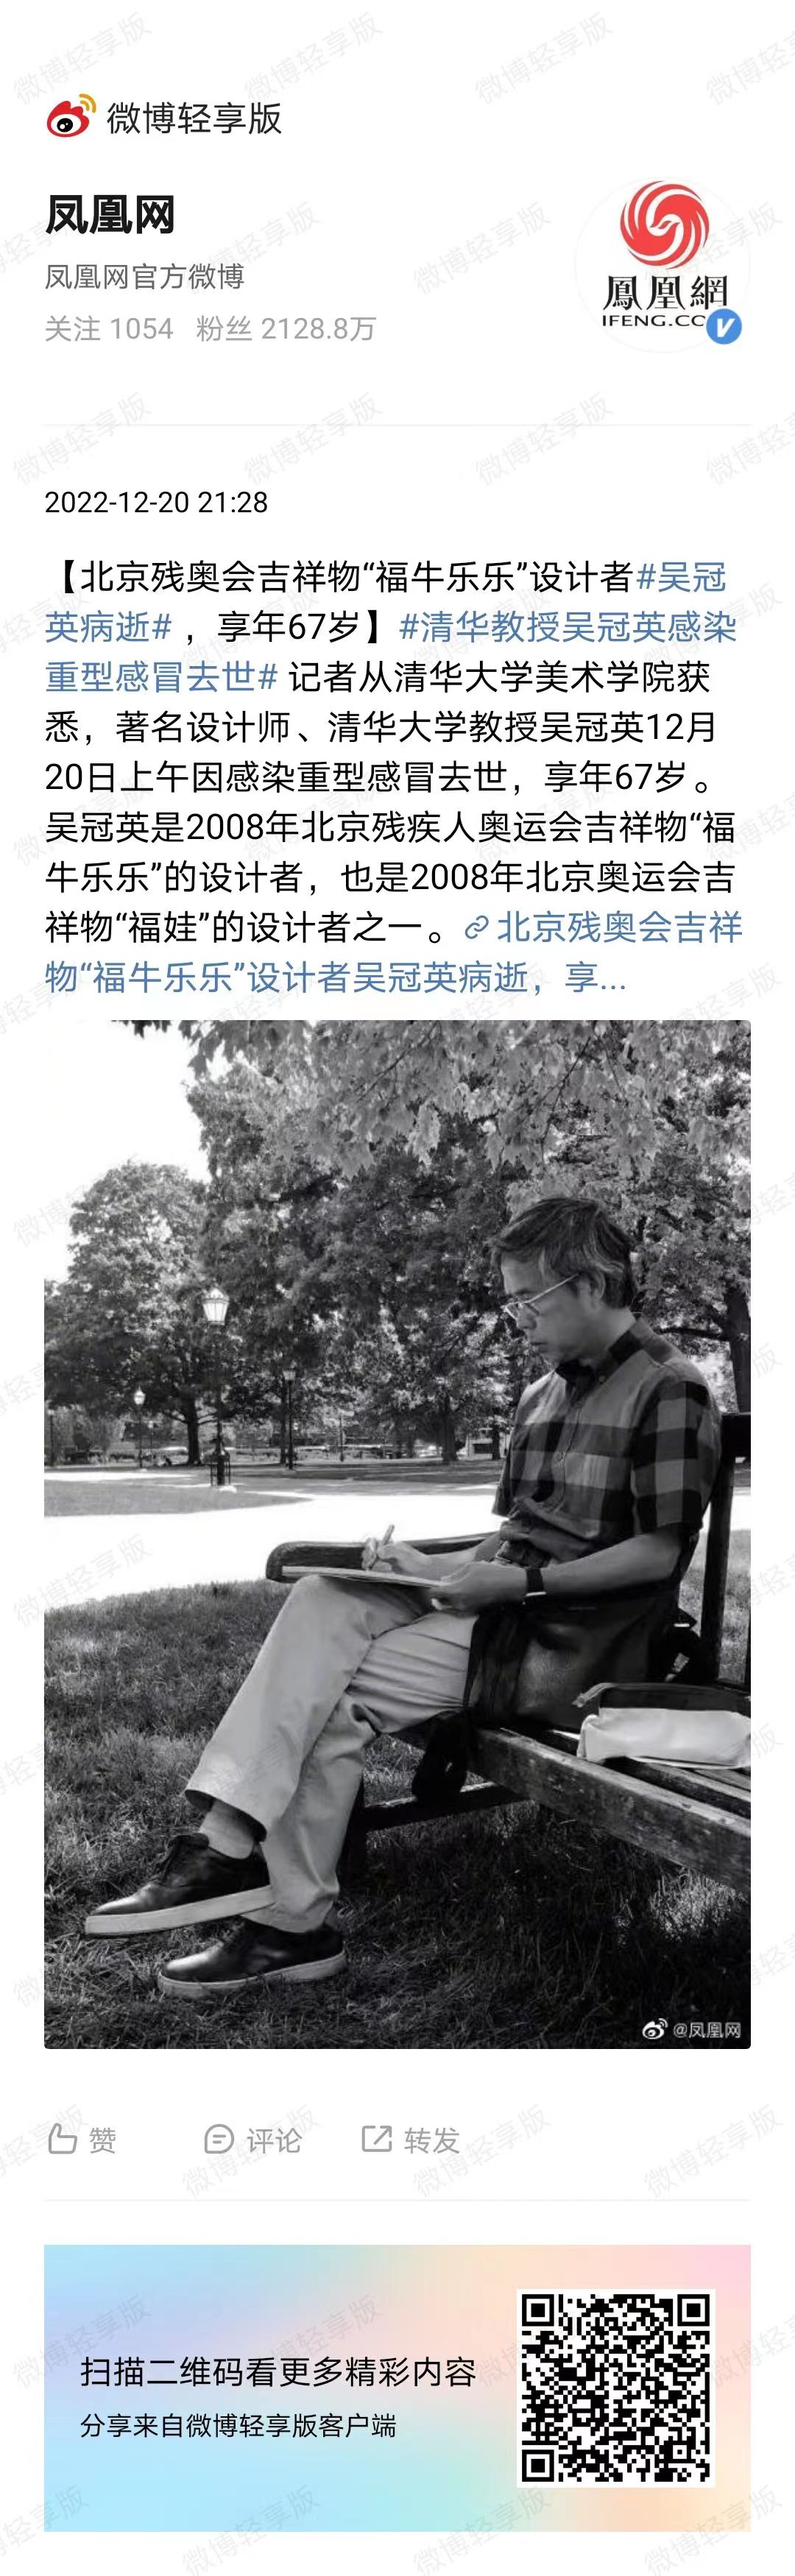 微博轻享版
凤凰网
凤凰网官方微博
关注 1054 粉丝 2128.8万
鳳凰網
IFENG.CC
2022-12-20 21:28
【北京残奥会吉祥物“福牛乐乐”设计者#吴冠
英病逝#，享年67岁】#清华教授吴冠英感染
重型感冒去世# 记者从清华大学美术学院获
悉，著名设计师、清华大学教授吴冠英12月
20日上午因感染重型感冒去世，享年67岁。
吴冠英是2008年北京残疾人奥运会吉祥物“福
牛乐乐”的设计者，也是2008年北京奥运会吉
祥物“福娃”的设计者之一。北京残奥会吉祥
物“福牛乐乐”设计者吴冠英病逝，享...
@凤凰网
赞 评论 转发
扫描二维码看更多精彩内容
分享来自微博轻享版客户端